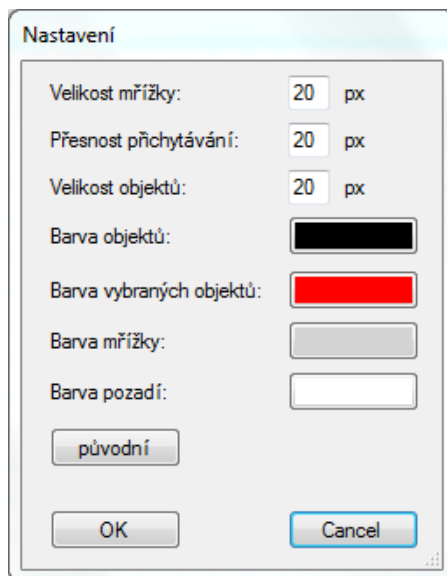 Nastavení
Velikost mřížky: 20 px
Přesnost přichytávání: 20 px
Velikost objektů: 20 px
Barva objektů:
Barva vybraných objektů:
Barva mřížky:
Barva pozadí:
původní
OK Cancel